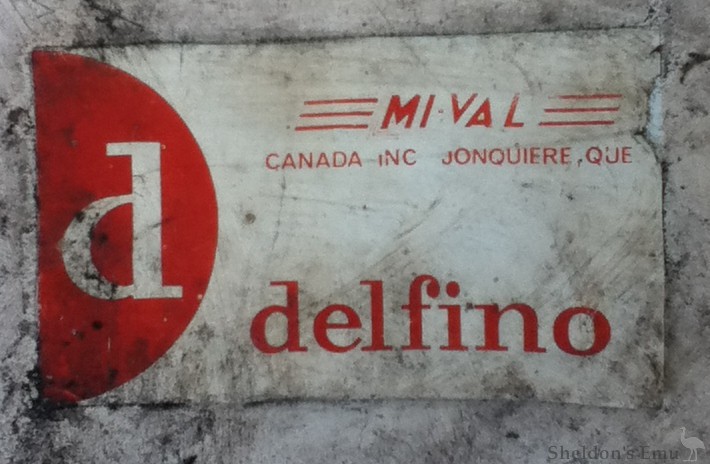 MI-VAL
CANADA INC JONQUIERE, QUE
d
delfino
Sheldon's Emu